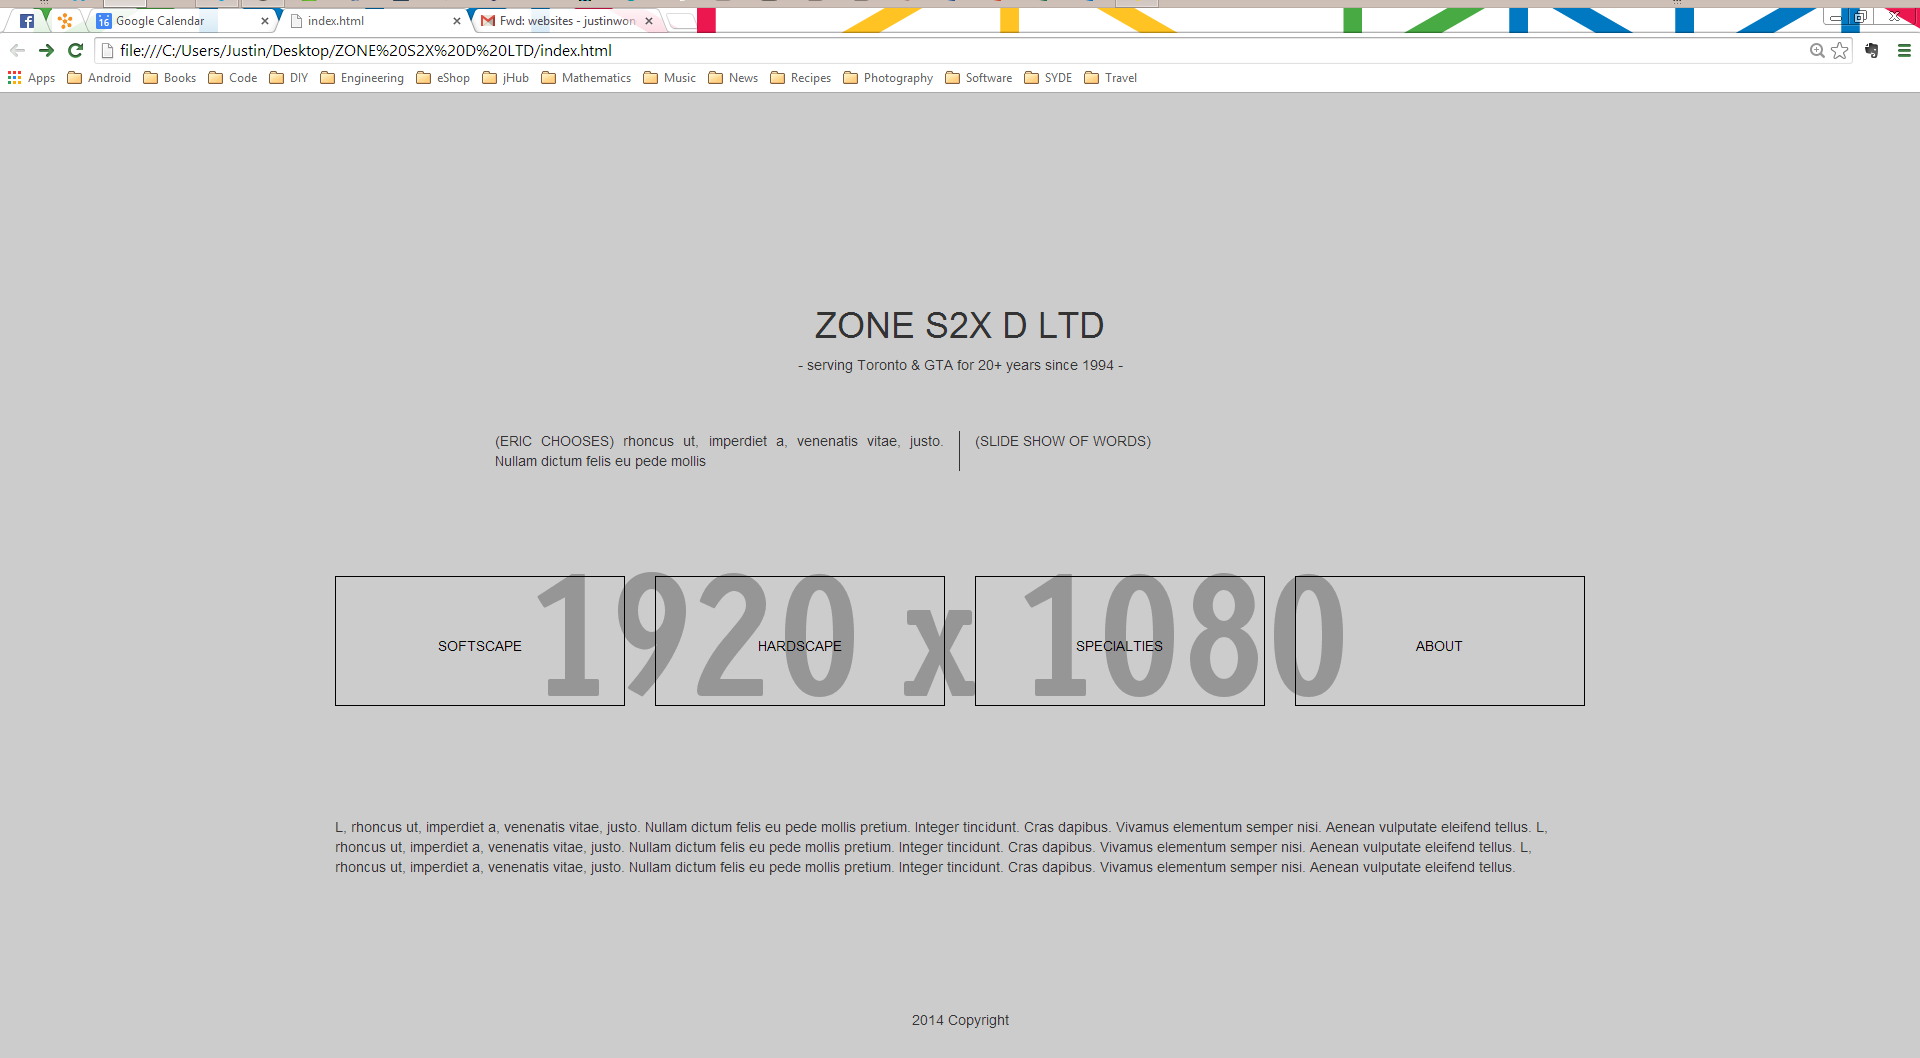 Google Calendar
index.html
Fwd: websites - justinwon
file:///C:/Users/Justin/Desktop/ZONE%20S2X%20D%20LTD/index.html
Apps Android Books Code DIY Engineering eShop jHub Mathematics Music News Recipes Photography Software SYDE Travel
ZONE S2X D LTD
- serving Toronto & GTA for 20+ years since 1994 -
(ERIC CHOOSES) rhoncus ut, imperdiet a, venenatis vitae, justo.
Nullam dictum felis eu pede mollis
(SLIDE SHOW OF WORDS)
1920 x 1080
SOFTSCAPE
HARDSCAPE
SPECIALTIES
ABOUT
L, rhoncus ut, imperdiet a, venenatis vitae, justo. Nullam dictum felis eu pede mollis pretium. Integer tincidunt. Cras dapibus. Vivamus elementum semper nisi. Aenean vulputate eleifend tellus. L,
rhoncus ut, imperdiet a, venenatis vitae, justo. Nullam dictum felis eu pede mollis pretium. Integer tincidunt. Cras dapibus. Vivamus elementum semper nisi. Aenean vulputate eleifend tellus. L,
rhoncus ut, imperdiet a, venenatis vitae, justo. Nullam dictum felis eu pede mollis pretium. Integer tincidunt. Cras dapibus. Vivamus elementum semper nisi. Aenean vulputate eleifend tellus.
2014 Copyright